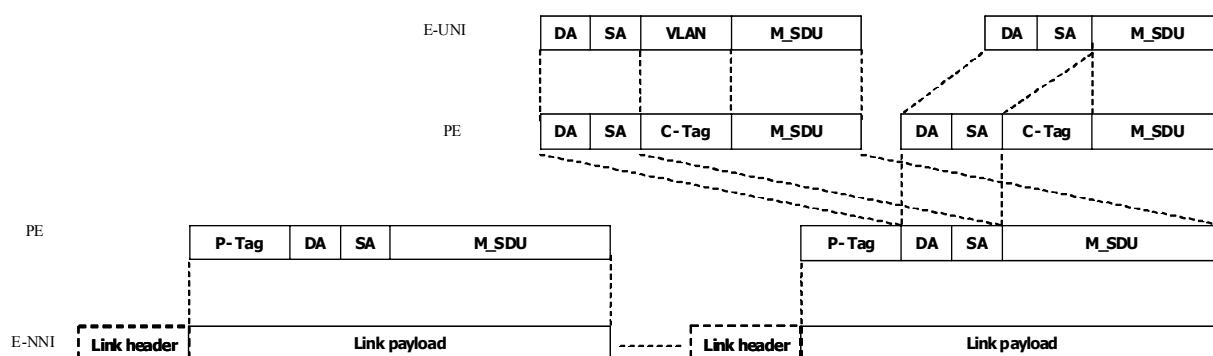 E-UNI DA SA VLAN M_SDU DA SA M_SDU
PE DA SA C-Tag M_SDU DA SA C-Tag M_SDU
PE P-Tag DA SA M_SDU P-Tag DA SA M_SDU
E-NNI Link header Link payload Link header Link payload